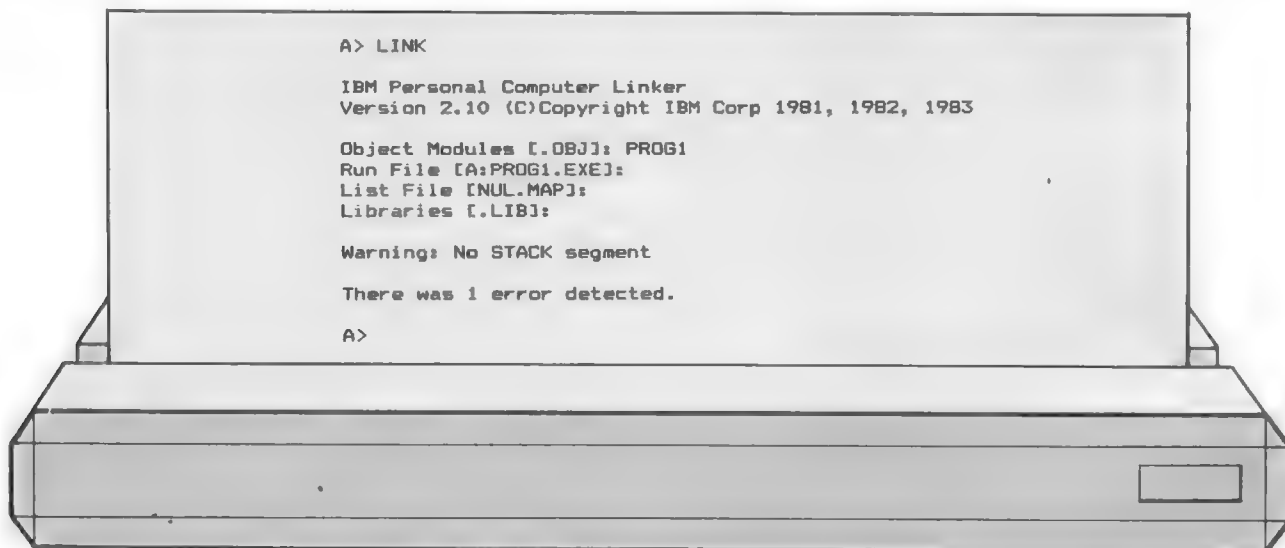 A> LINK
IBM Personal Computer Linker
Version 2.10 (C)Copyright IBM Corp 1981, 1982, 1983
Object Modules [.OBJ]: PROG1
Run File [A:PROG1.EXE]:
List File [NUL.MAP]:
Libraries [.LIB]:
Warning: No STACK segment
There was 1 error detected.
A>